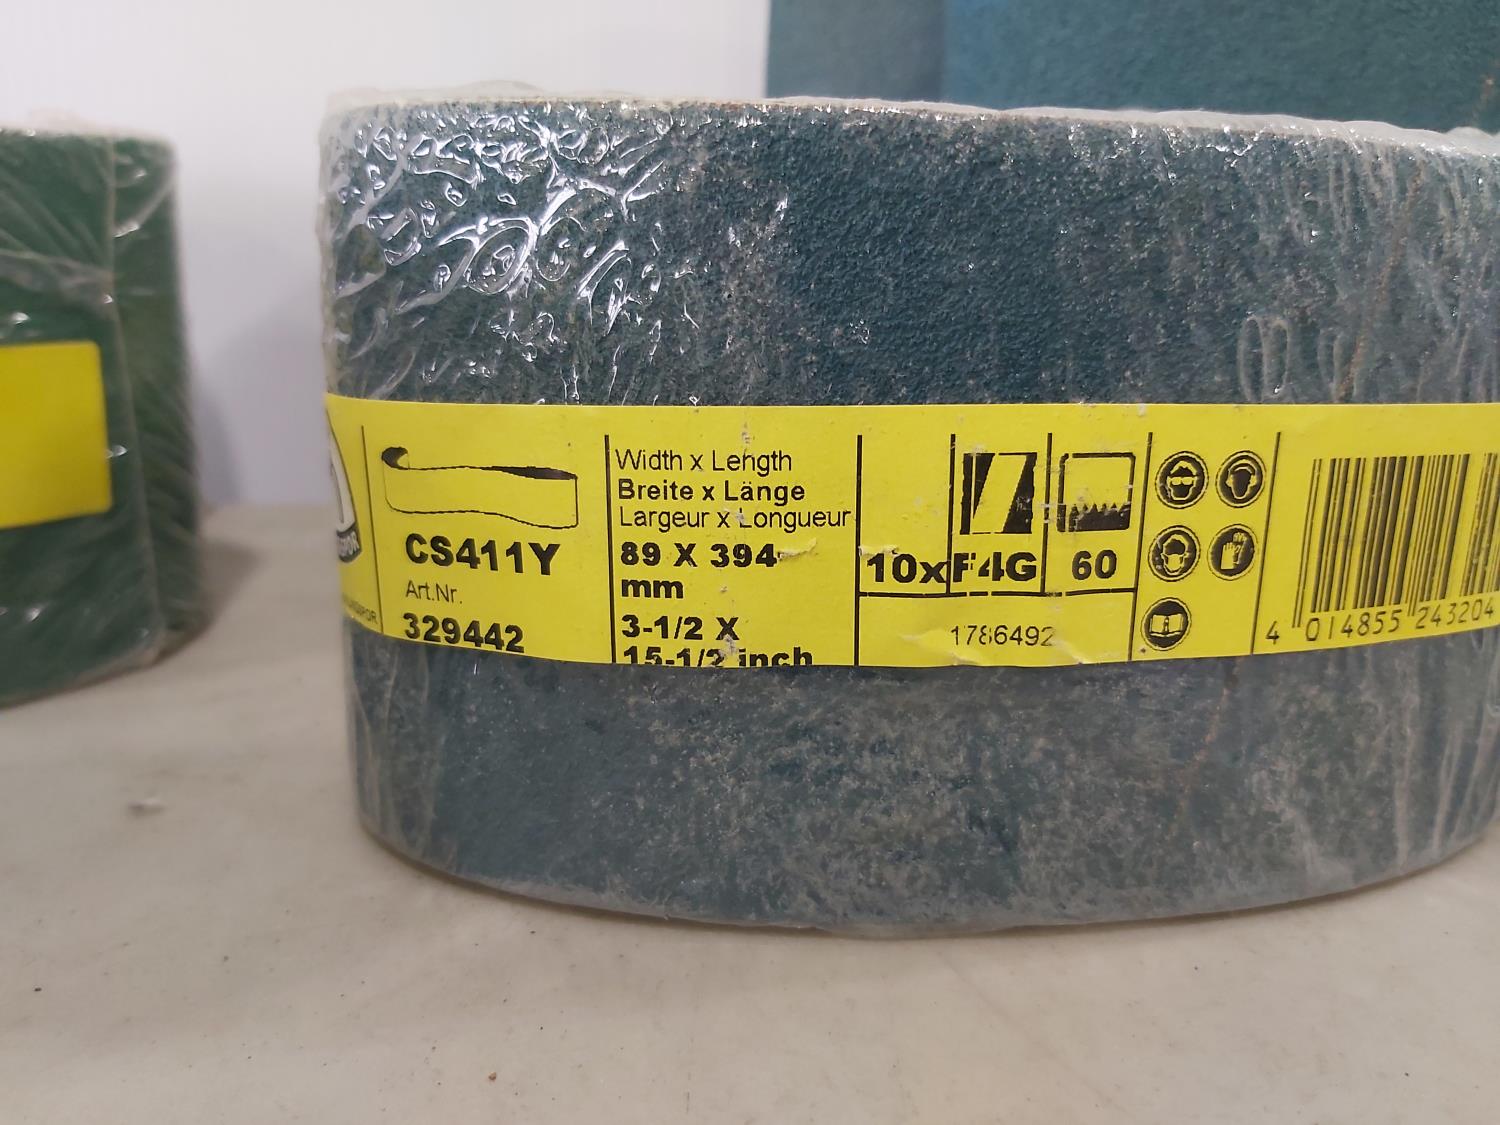 CS411Y
Art.Nr.
329442
Width x Length
Breite x Länge
Largeur x Longueur
89 X 394
mm
3-1/2 X
15-1/2 inch
10x
F4G
60
1786492
4 014855 243204